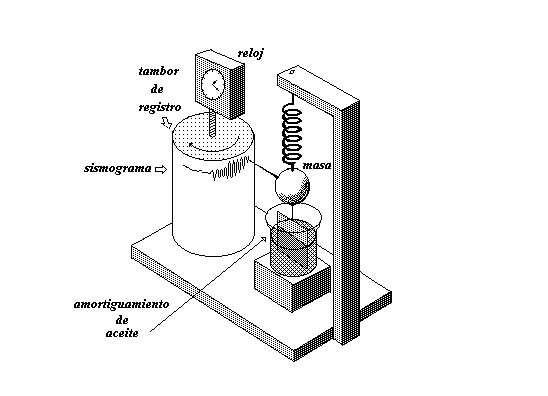 reloj
tambor
de
registro
masa
sismograma
amortiguamiento
de
aceite